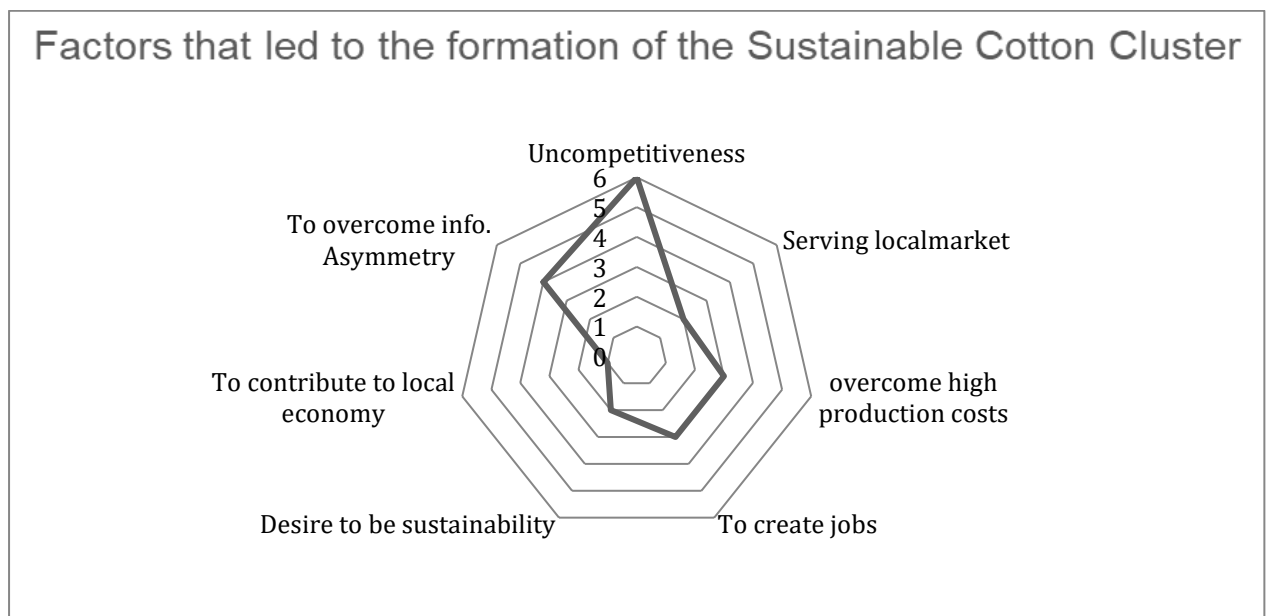 Factors that led to the formation of the Sustainable Cotton Cluster
Uncompetitiveness
6
5
4
3
2
1
0
Serving localmarket
overcome high
production costs
To create jobs
Desire to be sustainability
To contribute to local
economy
To overcome info.
Asymmetry